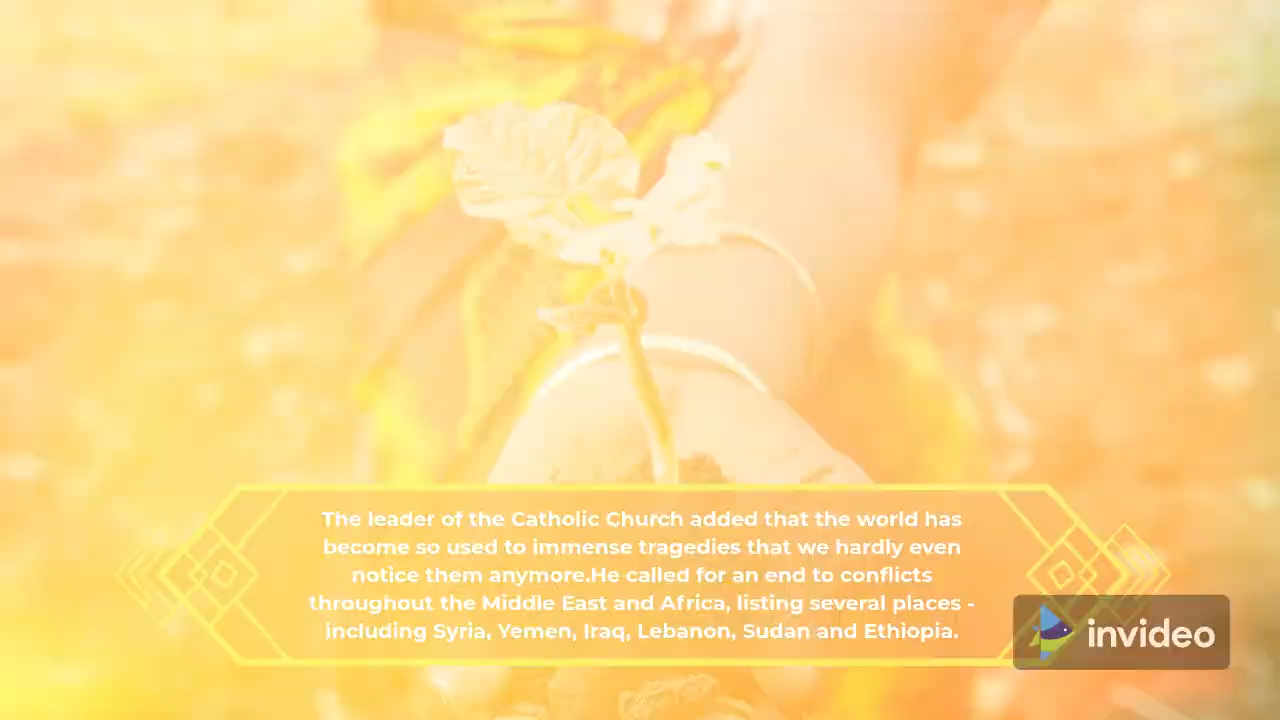 The leader of the Catholic Church added that the world has
become so used to immense tragedies that we hardly even
notice them anymore.He called for an end to conflicts
throughout the Middle East and Africa, listing several places -
including Syria, Yemen, Iraq, Lebanon, Sudan and Ethiopia.
invideo